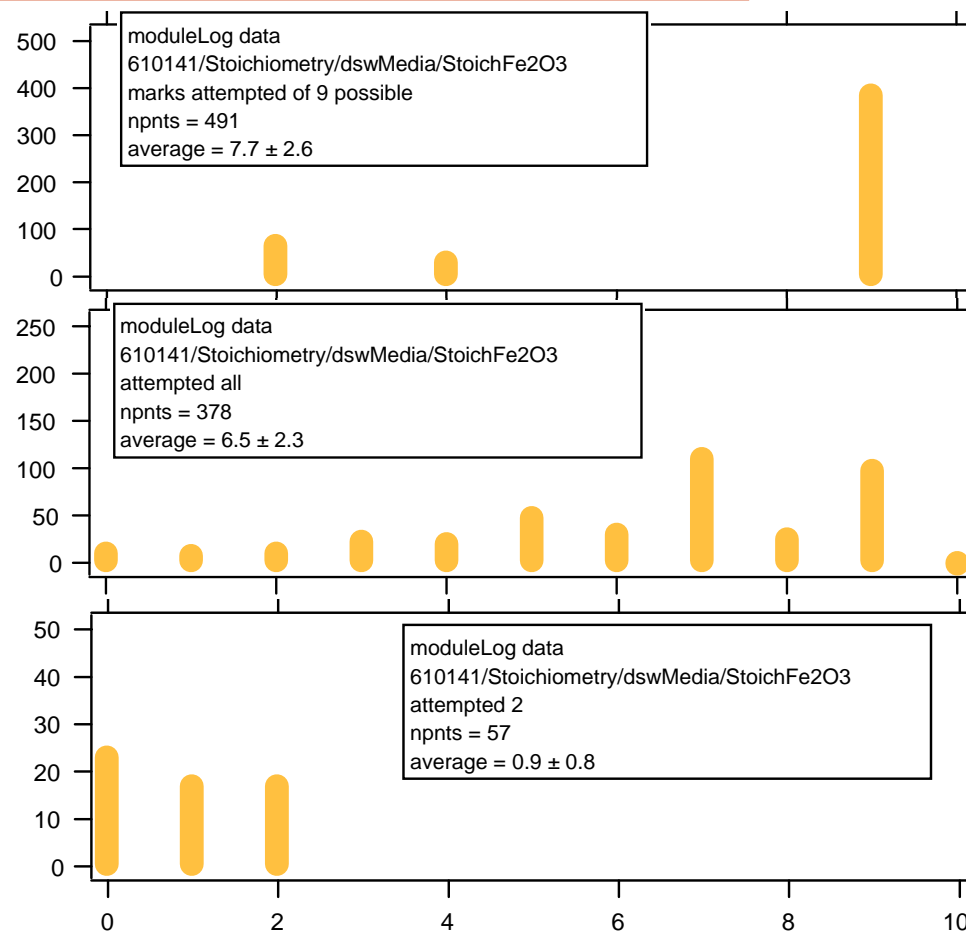 500
400
300
200
100
0
moduleLog data
610141/Stoichiometry/dswMedia/StoichFe2O3
marks attempted of 9 possible
npnts = 491
average = 7.7 ± 2.6
250
200
150
100
50
0
moduleLog data
610141/Stoichiometry/dswMedia/StoichFe2O3
attempted all
npnts = 378
average = 6.5 ± 2.3
50
40
30
20
10
0
moduleLog data
610141/Stoichiometry/dswMedia/StoichFe2O3
attempted 2
npnts = 57
average = 0.9 ± 0.8
0 2 4 6 8 10